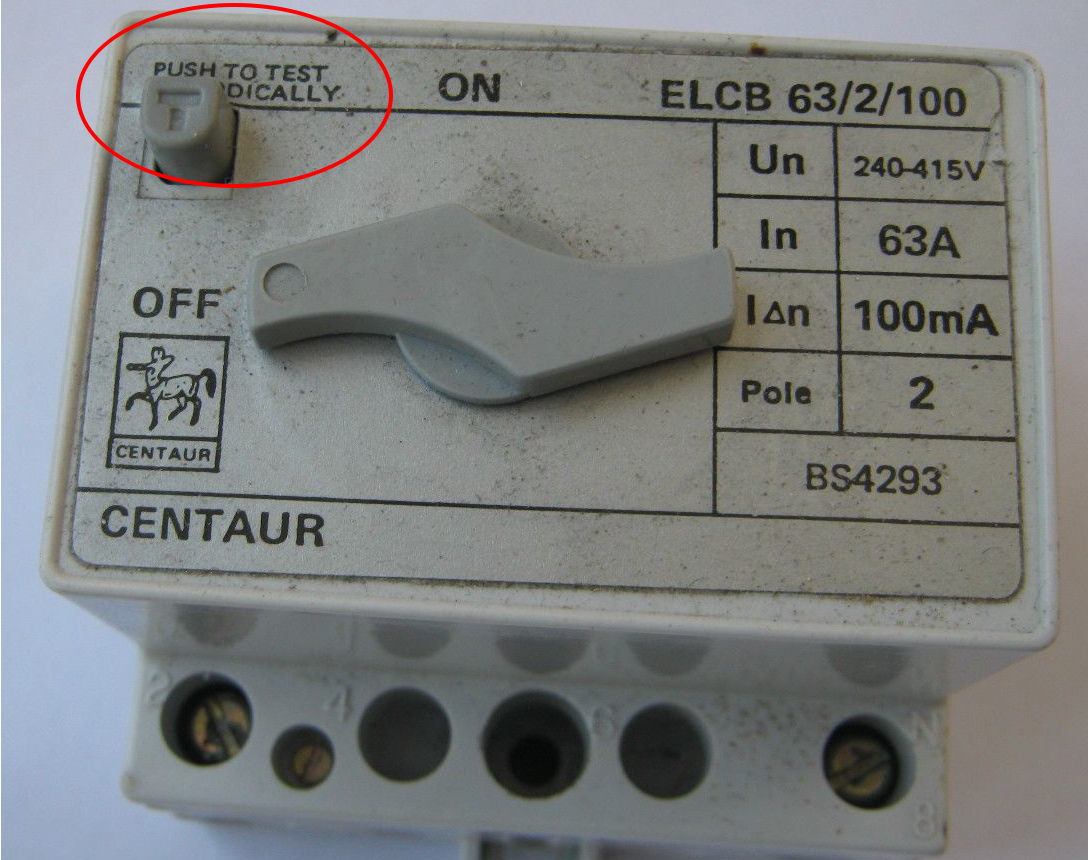 PUSH TO TEST
ODICALLY
T
ON
ELCB 63/2/100
Un 240-415V
In 63A
I∆n 100mA
Pole 2
BS4293
OFF
CENTAUR
CENTAUR
2 4 6 N
8